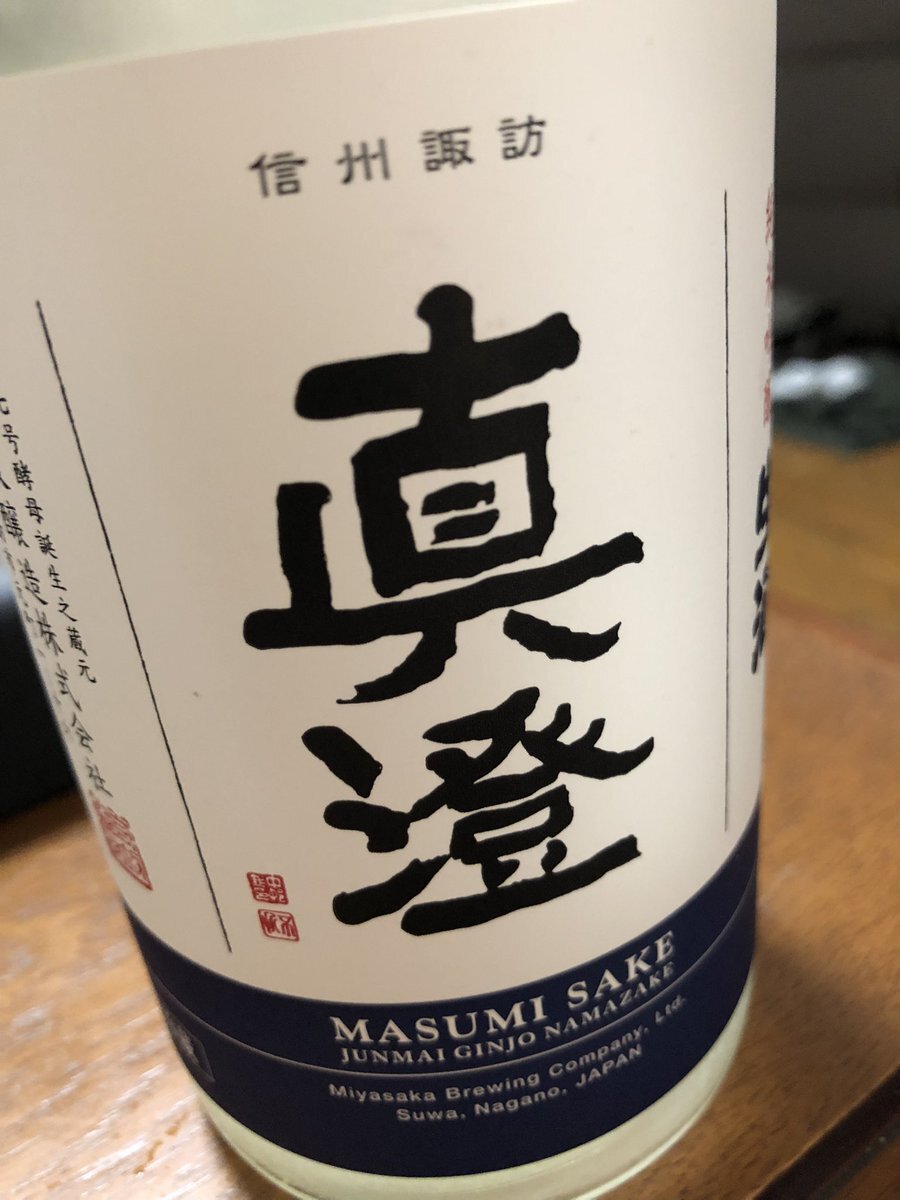 信州諏訪
真澄
号酵母誕生之蔵元
醸造株式会社
MASUMI SAKE
JUNMAI GINJO NAMAZAKE
Miyasaka Brewing Company, Ltd.
Suwa, Nagano, JAPAN